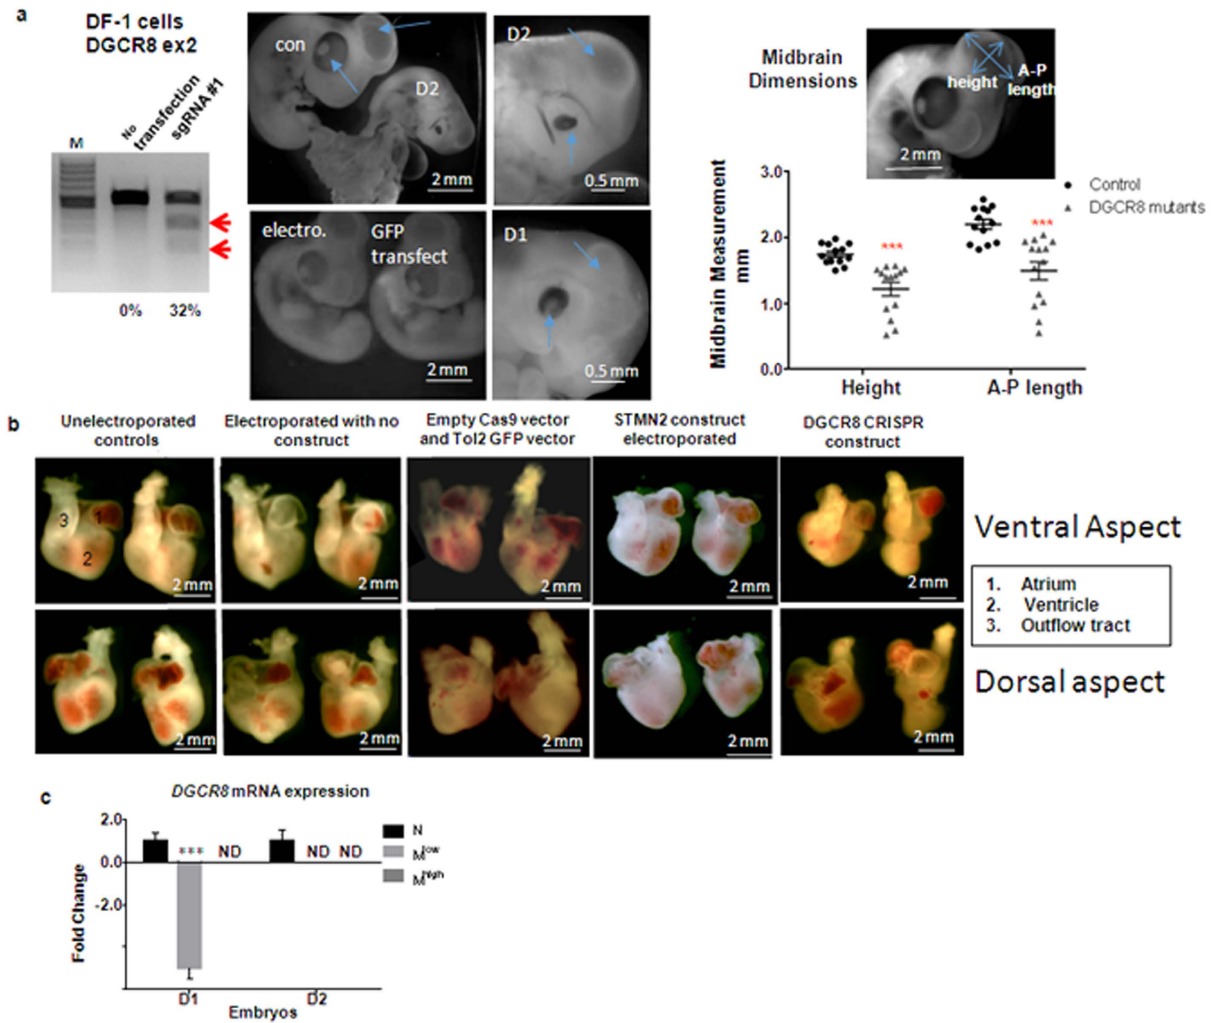 a
DF-1 cells
DGCR8 ex2
M
No
transfection
sgRNA #1
0%
32%
con
D2
2 mm
D2
0.5 mm
electro.
GFP
transfect
2 mm
D1
0.5 mm
Midbrain
Dimensions
height
A-P
length
2 mm
Midbrain Measurement
mm
3.0
2.0
1.0
0.0
***
***
Control
DGCR8 mutants
Height
A-P length
b
Unelectroporated
controls
Electroporated with no
construct
Empty Cas9 vector
and Tol2 GFP vector
STMN2 construct
electroporated
DGCR8 CRISPR
construct
3
1
2
2 mm
2 mm
2 mm
2 mm
2 mm
Ventral Aspect
1. Atrium
2. Ventricle
3. Outflow tract
2 mm
2 mm
2 mm
2 mm
2 mm
Dorsal aspect
c
DGCR8 mRNA expression
2.0
0.0
-2.0
Fold Change
***
ND
ND ND
N
M low
M high
D1
D2
Embryos